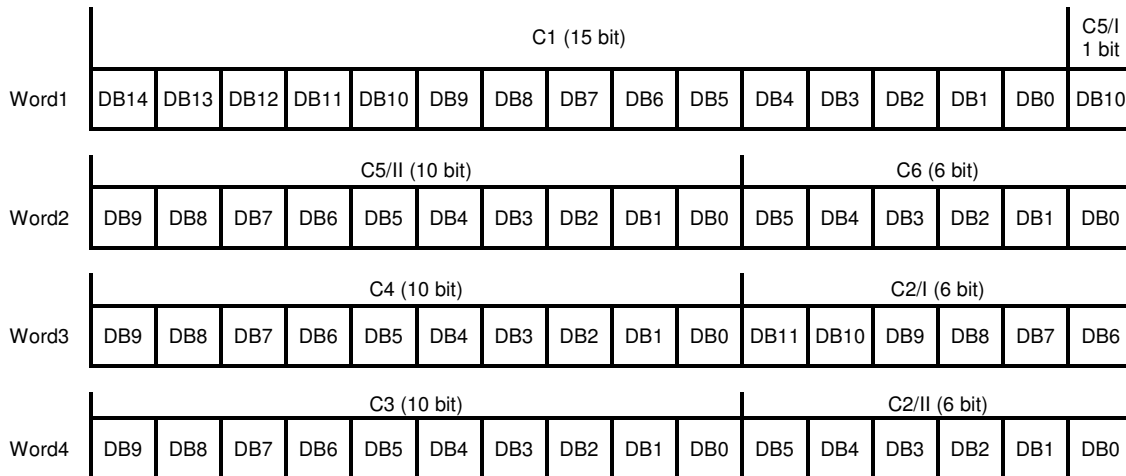 C1 (15 bit) C5/I
1 bit
Word1 DB14 DB13 DB12 DB11 DB10 DB9 DB8 DB7 DB6 DB5 DB4 DB3 DB2 DB1 DB0 DB10
C5/II (10 bit) C6 (6 bit)
Word2 DB9 DB8 DB7 DB6 DB5 DB4 DB3 DB2 DB1 DB0 DB5 DB4 DB3 DB2 DB1 DB0
C4 (10 bit) C2/I (6 bit)
Word3 DB9 DB8 DB7 DB6 DB5 DB4 DB3 DB2 DB1 DB0 DB11 DB10 DB9 DB8 DB7 DB6
C3 (10 bit) C2/II (6 bit)
Word4 DB9 DB8 DB7 DB6 DB5 DB4 DB3 DB2 DB1 DB0 DB5 DB4 DB3 DB2 DB1 DB0